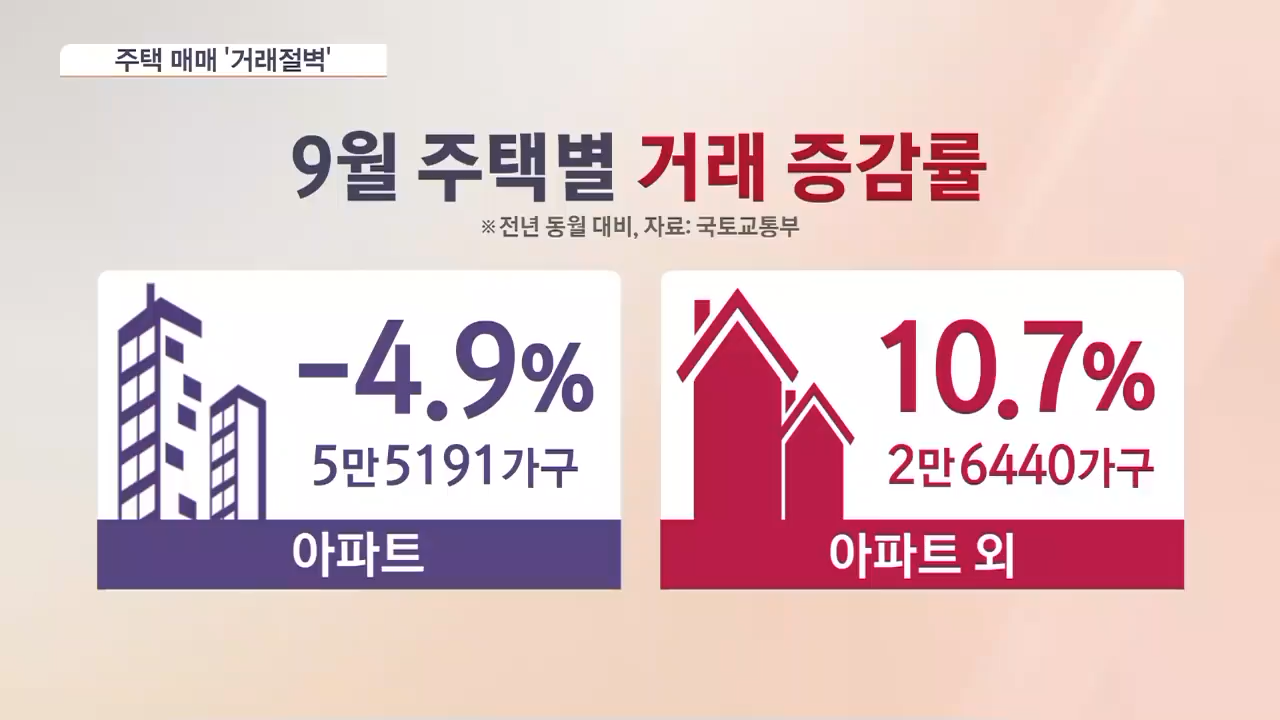 주택 매매 '거래절벽'
9월 주택별 거래 증감률
※전년 동월 대비, 자료: 국토교통부
-4.9%
5만 5191가구
아파트
10.7%
2만 6440가구
아파트 외